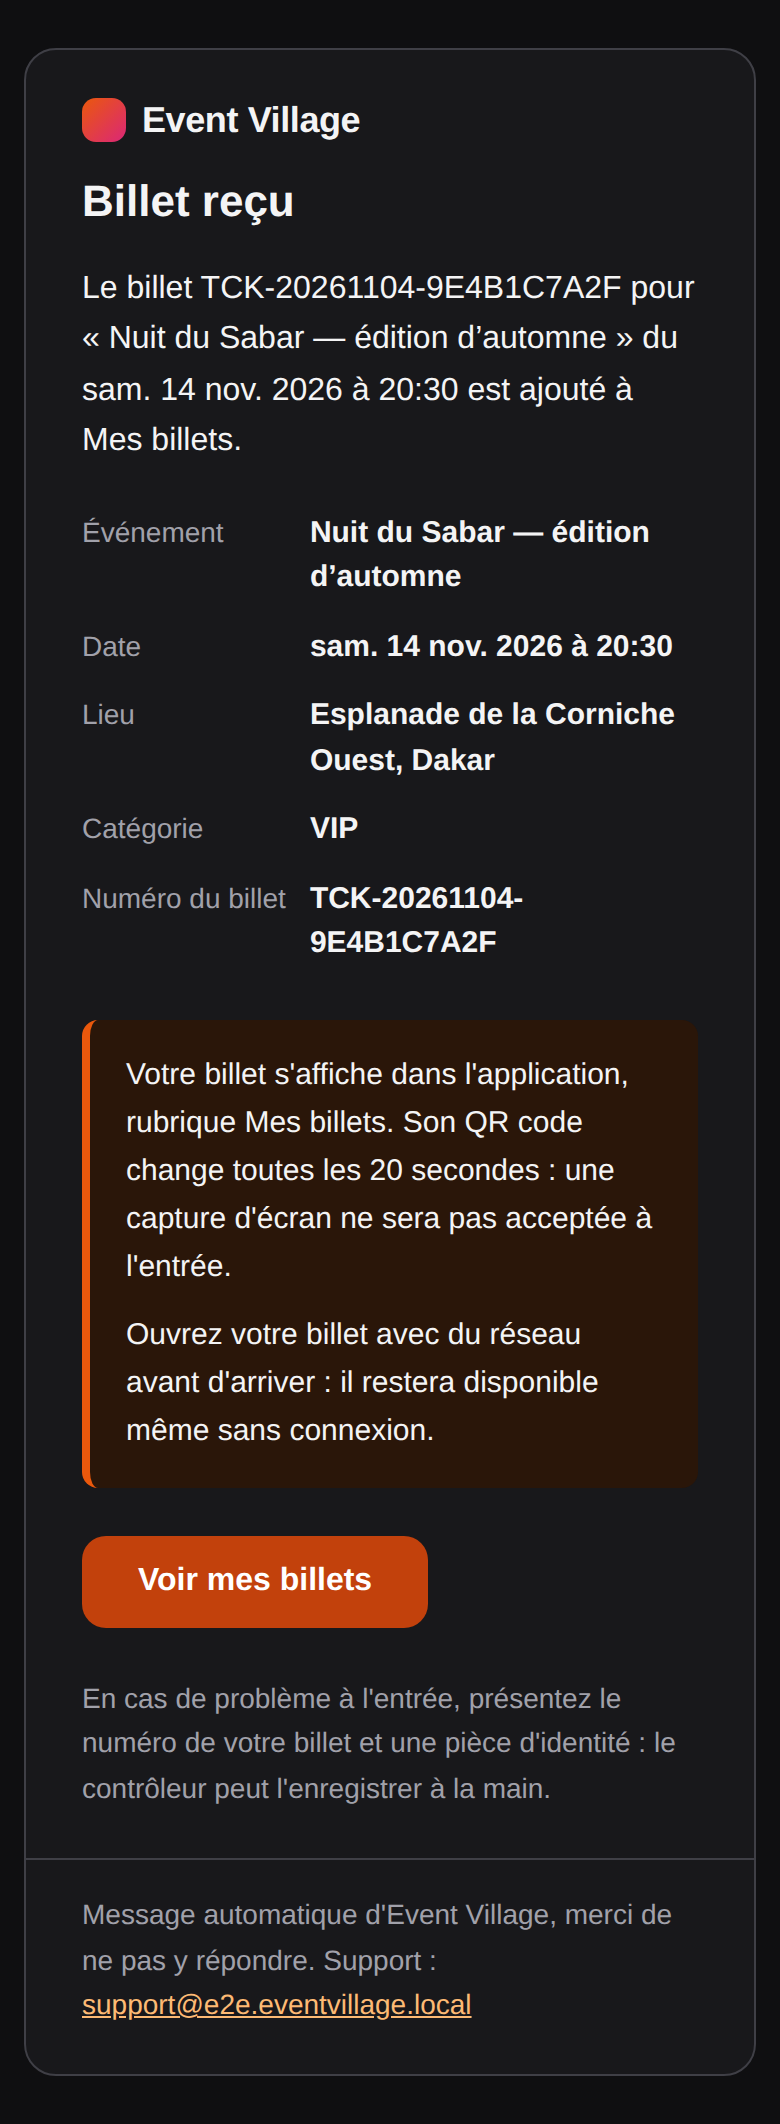 Event Village
Billet reçu
Le billet TCK-20261104-9E4B1C7A2F pour
« Nuit du Sabar — édition d’automne » du
sam. 14 nov. 2026 à 20:30 est ajouté à
Mes billets.
Événement
Nuit du Sabar — édition
d’automne
Date
sam. 14 nov. 2026 à 20:30
Lieu
Esplanade de la Corniche
Ouest, Dakar
Catégorie
VIP
Numéro du billet
TCK-20261104-
9E4B1C7A2F
Votre billet s'affiche dans l'application,
rubrique Mes billets. Son QR code
change toutes les 20 secondes : une
capture d'écran ne sera pas acceptée à
l'entrée.
Ouvrez votre billet avec du réseau
avant d'arriver : il restera disponible
même sans connexion.
Voir mes billets
En cas de problème à l'entrée, présentez le
numéro de votre billet et une pièce d'identité : le
contrôleur peut l'enregistrer à la main.
Message automatique d'Event Village, merci de
ne pas y répondre. Support :
support@e2e.eventvillage.local